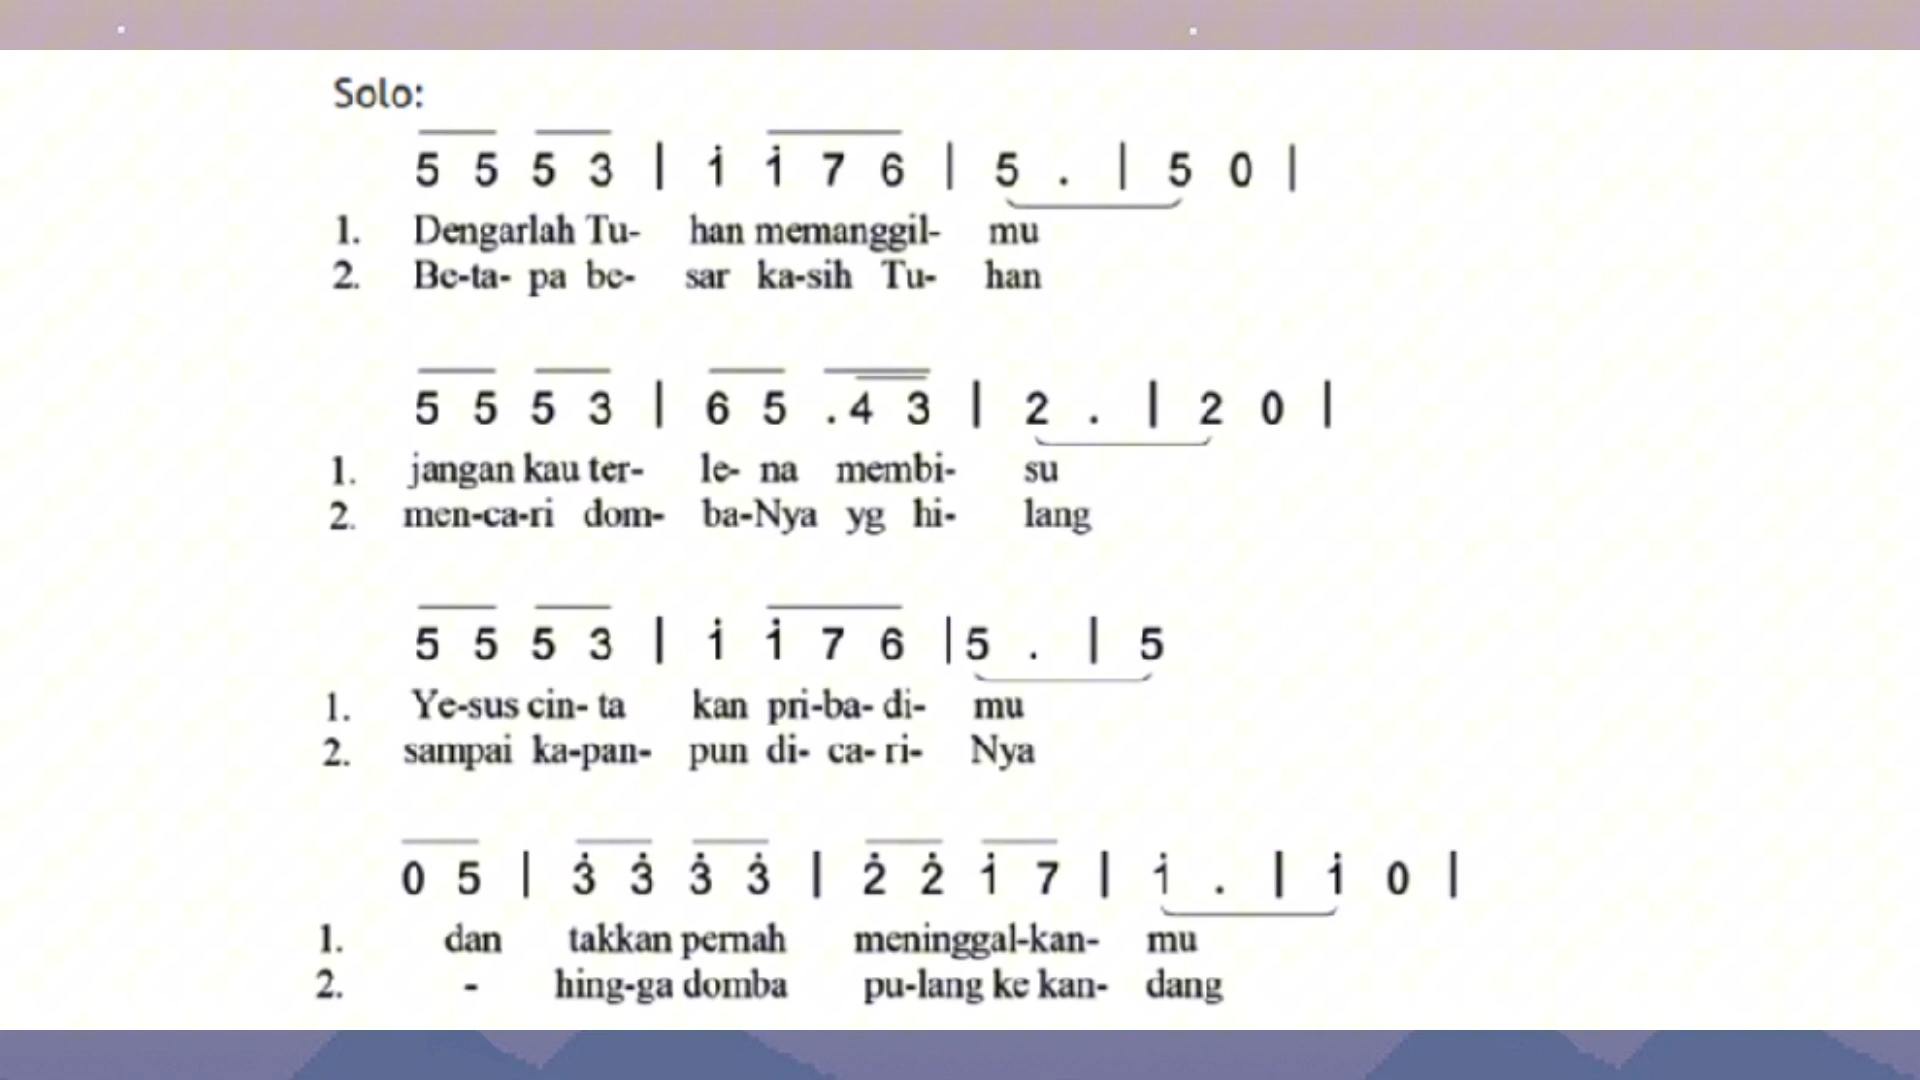 Solo:
5 5 5 3 | i̇ i̇ 7 6 | 5 . | 5 0 |
1. Dengarlah Tu- han memanggil- mu
2. Be-ta- pa be- sar ka-sih Tu- han
5 5 5 3 | 6 5 .4 3 | 2 . | 2 0 |
1. jangan kau ter- le- na membi- su
2. men-ca-ri dom- ba-Nya yg hi- lang
5 5 5 3 | 1̇ 1̇ 7 6 | 5 . | 5
1. Ye-sus cin- ta kan pri-ba- di- mu
2. sampai ka-pan- pun di- ca- ri- Nya
0 5 | 3̇ 3̇ 3̇ 3̇ | 2̇ 2̇ 1̇ 7 | 1̇ . | 1̇ 0 |
1. dan takkan pernah meninggal-kan- mu
2. - hing-ga domba pu-lang ke kan- dang